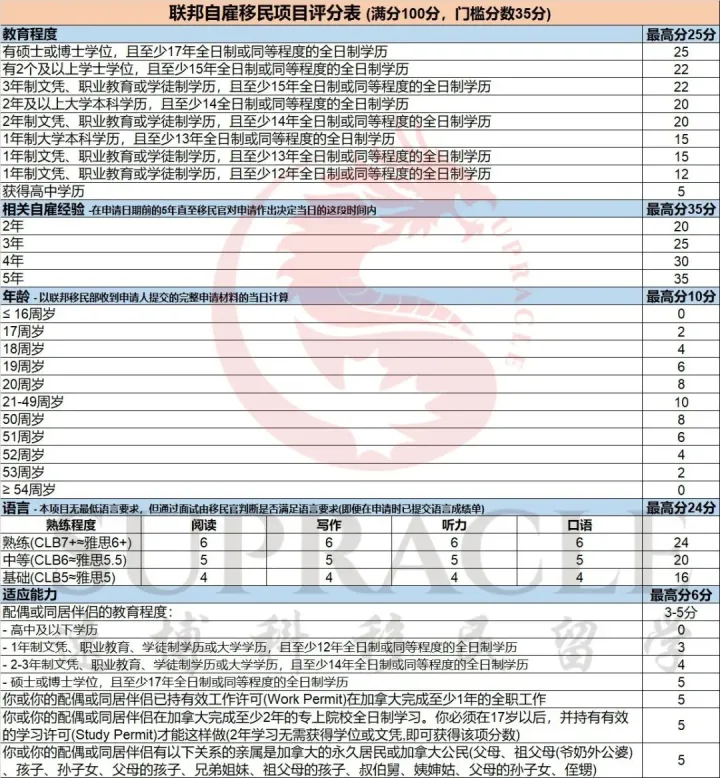 联邦自雇移民项目评分表 (满分100分，门槛分数35分)
教育程度 最高分25分
有硕士或博士学位，且至少17年全日制或同等程度的全日制学历 25
有2个及以上学士学位，且至少15年全日制或同等程度的全日制学历 22
3年制文凭、职业教育或学徒制学历，且至少15年全日制或同等程度的全日制学历 22
2年及以上大学本科学历，且至少14全日制或同等程度的全日制学历 20
2年制文凭、职业教育或学徒制学历，且至少14年全日制或同等程度的全日制学历 20
1年制大学本科学历，且至少13年全日制或同等程度的全日制学历 15
1年制文凭、职业教育或学徒制学历，且至少13年全日制或同等程度的全日制学历 15
1年制文凭、职业教育或学徒制学历，且至少12年全日制或同等程度的全日制学历 12
获得高中学历 5
相关自雇经验 -在申请日期前的5年直至移民官对申请作出决定当日的这段时间内 最高分35分
2年 20
3年 25
4年 30
5年 35
年龄 - 以联邦移民部收到申请人提交的完整申请材料的当日计算 最高分10分
≤ 16周岁 0
17周岁 2
18周岁 4
19周岁 6
20周岁 8
21-49周岁 10
50周岁 8
51周岁 6
52周岁 4
53周岁 2
≥ 54周岁 0
语言 - 本项目无最低语言要求，但通过面试由移民官判断是否满足语言要求(即便在申请时已提交语言成绩单) 最高分24分
熟练程度 阅读 写作 听力 口语
熟练(CLB7+≈雅思6+) 6 6 6 6 24
中等(CLB6≈雅思5.5) 5 5 5 5 20
基础(CLB5≈雅思5) 4 4 4 4 16
适应能力 最高分6分
配偶或同居伴侣的教育程度： 3-5分
- 高中及以下学历 0
- 1年制文凭、职业教育、学徒制学历或大学学历，且至少12年全日制或同等程度的全日制学历 3
- 2-3年制文凭、职业教育、学徒制学历或大学学历，且至少14年全日制或同等程度的全日制学历 4
- 硕士或博士学位，且至少17年全日制或同等程度的全日制学历 5
你或你的配偶或同居伴侣已持有效工作许可(Work Permit)在加拿大完成至少1年的全职工作 5
你或你的配偶或同居伴侣在加拿大完成至少2年的专上院校全日制学习。你必须在17岁以后，并持有有效
的学习许可(Study Permit)才能这样做(2年学习无需获得学位或文凭,即可获得该项分数) 5
你或你的配偶或同居伴侣有以下关系的亲属是加拿大的永久居民或加拿大公民(父母、祖父母(爷奶外公婆)
、孩子、孙子女、父母的孩子、兄弟姐妹、祖父母的孩子、叔伯舅、姨婶姑、父母的孙子女、侄甥) 5
SUPRACLE
SUPRACLE
博科移民留学